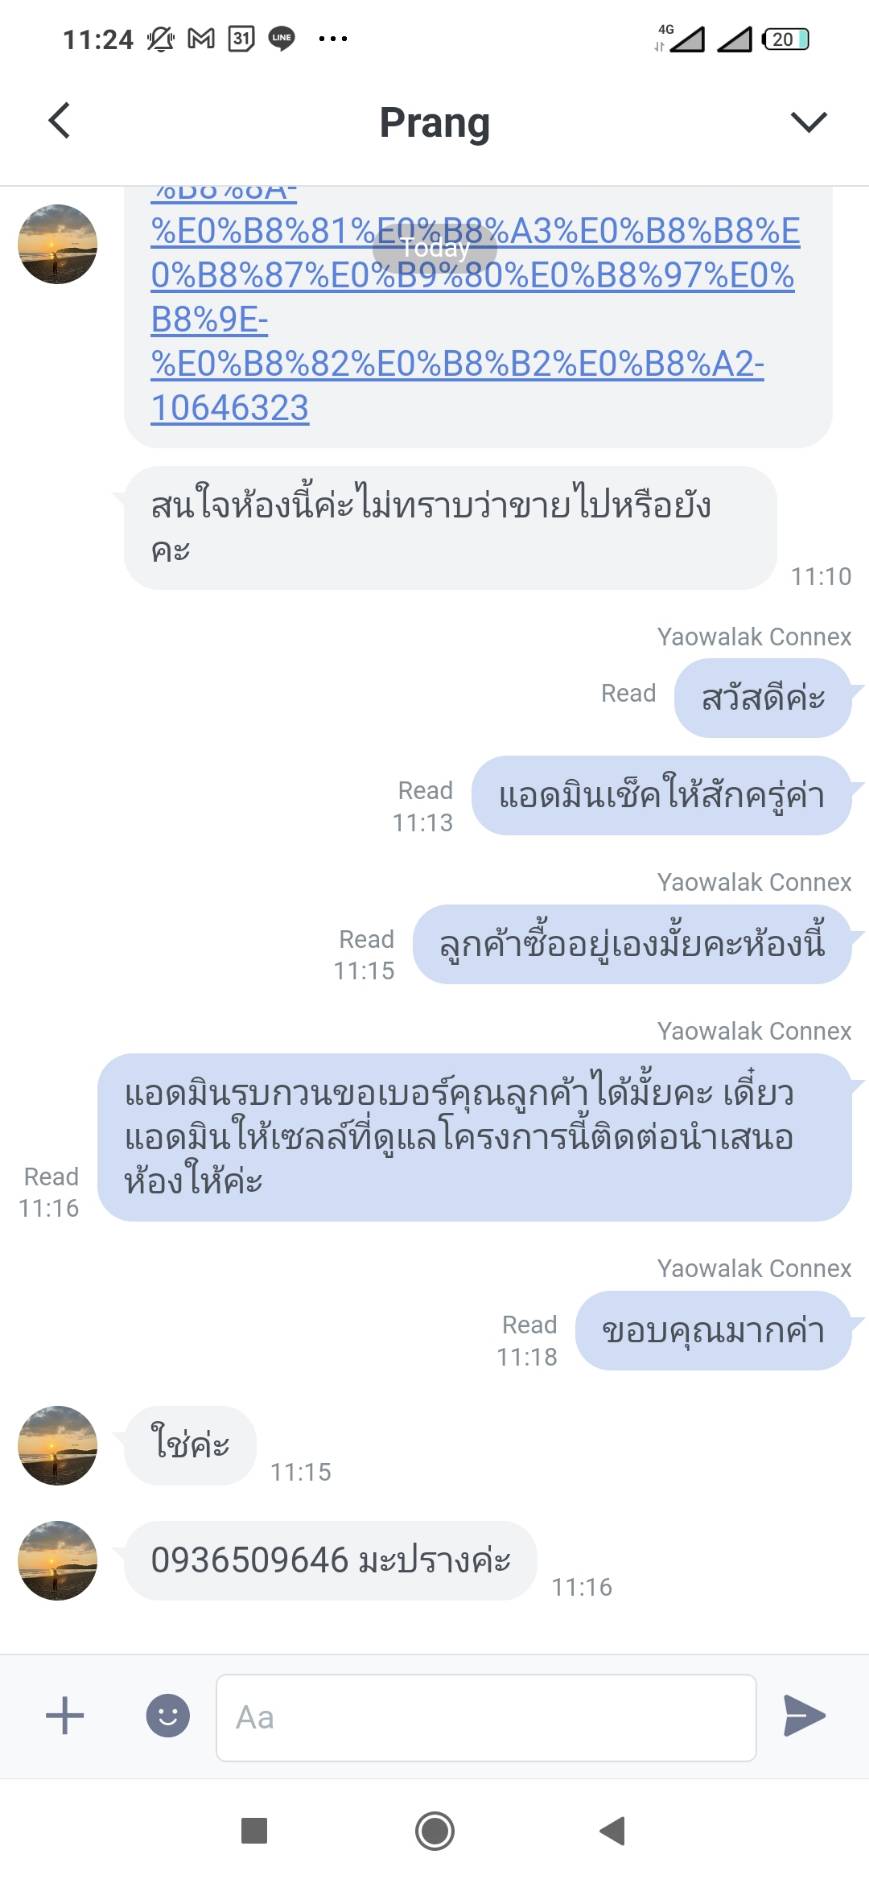 11:24
31
LINE
4G
20
Prang
%E0%B8%81%E0%B8%A3%E0%B8%B8%E
Today
0%B8%87%E0%B9%80%E0%B8%97%E0%
B8%9E-
%E0%B8%82%E0%B8%B2%E0%B8%A2-
10646323
สนใจห้องนี้ค่ะไม่ทราบว่าขายไปหรือยัง
คะ
11:10
Yaowalak Connex
Read
สวัสดีค่ะ
Read
11:13
แอดมินเช็คให้สักครู่ค่า
Yaowalak Connex
Read
11:15
ลูกค้าซื้ออยู่เองมั้ยคะห้องนี้
Yaowalak Connex
แอดมินรบกวนขอเบอร์คุณลูกค้าได้มั้ยคะ เดี๋ยว
แอดมินให้เซลล์ที่ดูแลโครงการนี้ติดต่อนำเสนอ
ห้องให้ค่ะ
Read
11:16
Yaowalak Connex
Read
11:18
ขอบคุณมากค่า
ใช่ค่ะ
11:15
0936509646 มะปรางค่ะ
11:16
Aa